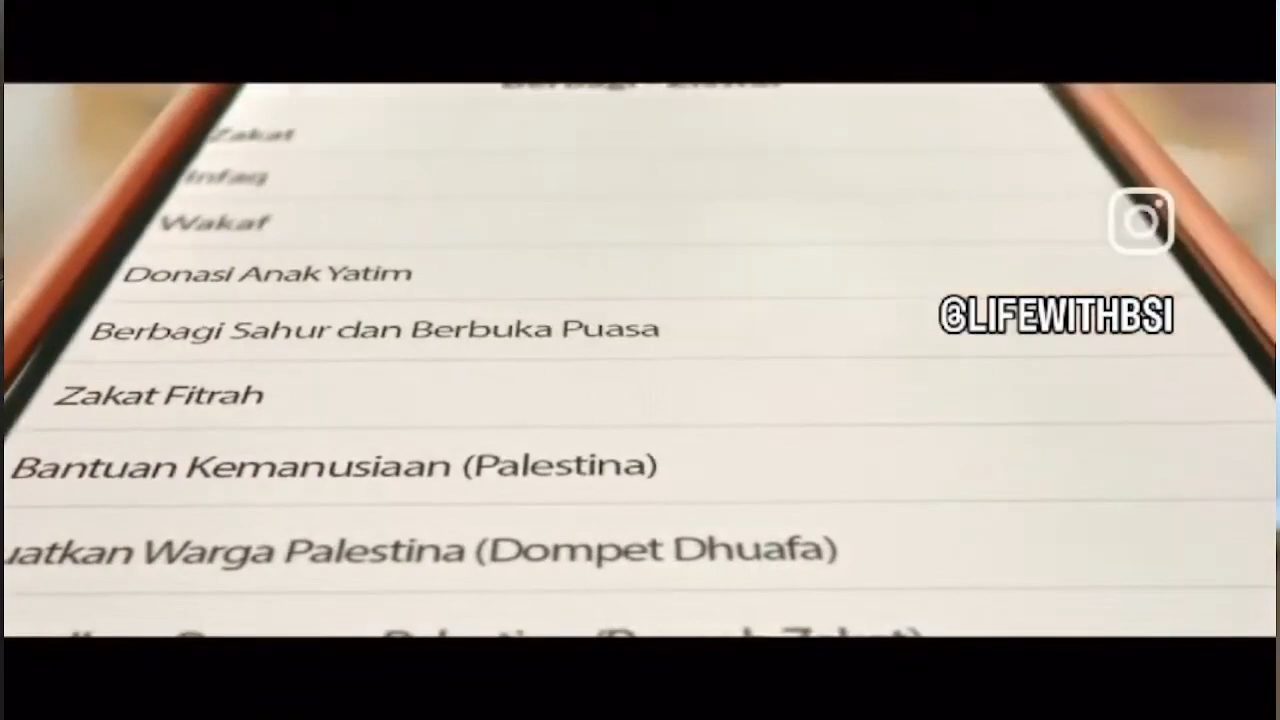 Zakat
Infaq
Wakaf
Donasi Anak Yatim
@LIFEWITHBSI
Berbagi Sahur dan Berbuka Puasa
Zakat Fitrah
Bantuan Kemanusiaan (Palestina)
uatkan Warga Palestina (Dompet Dhuafa)